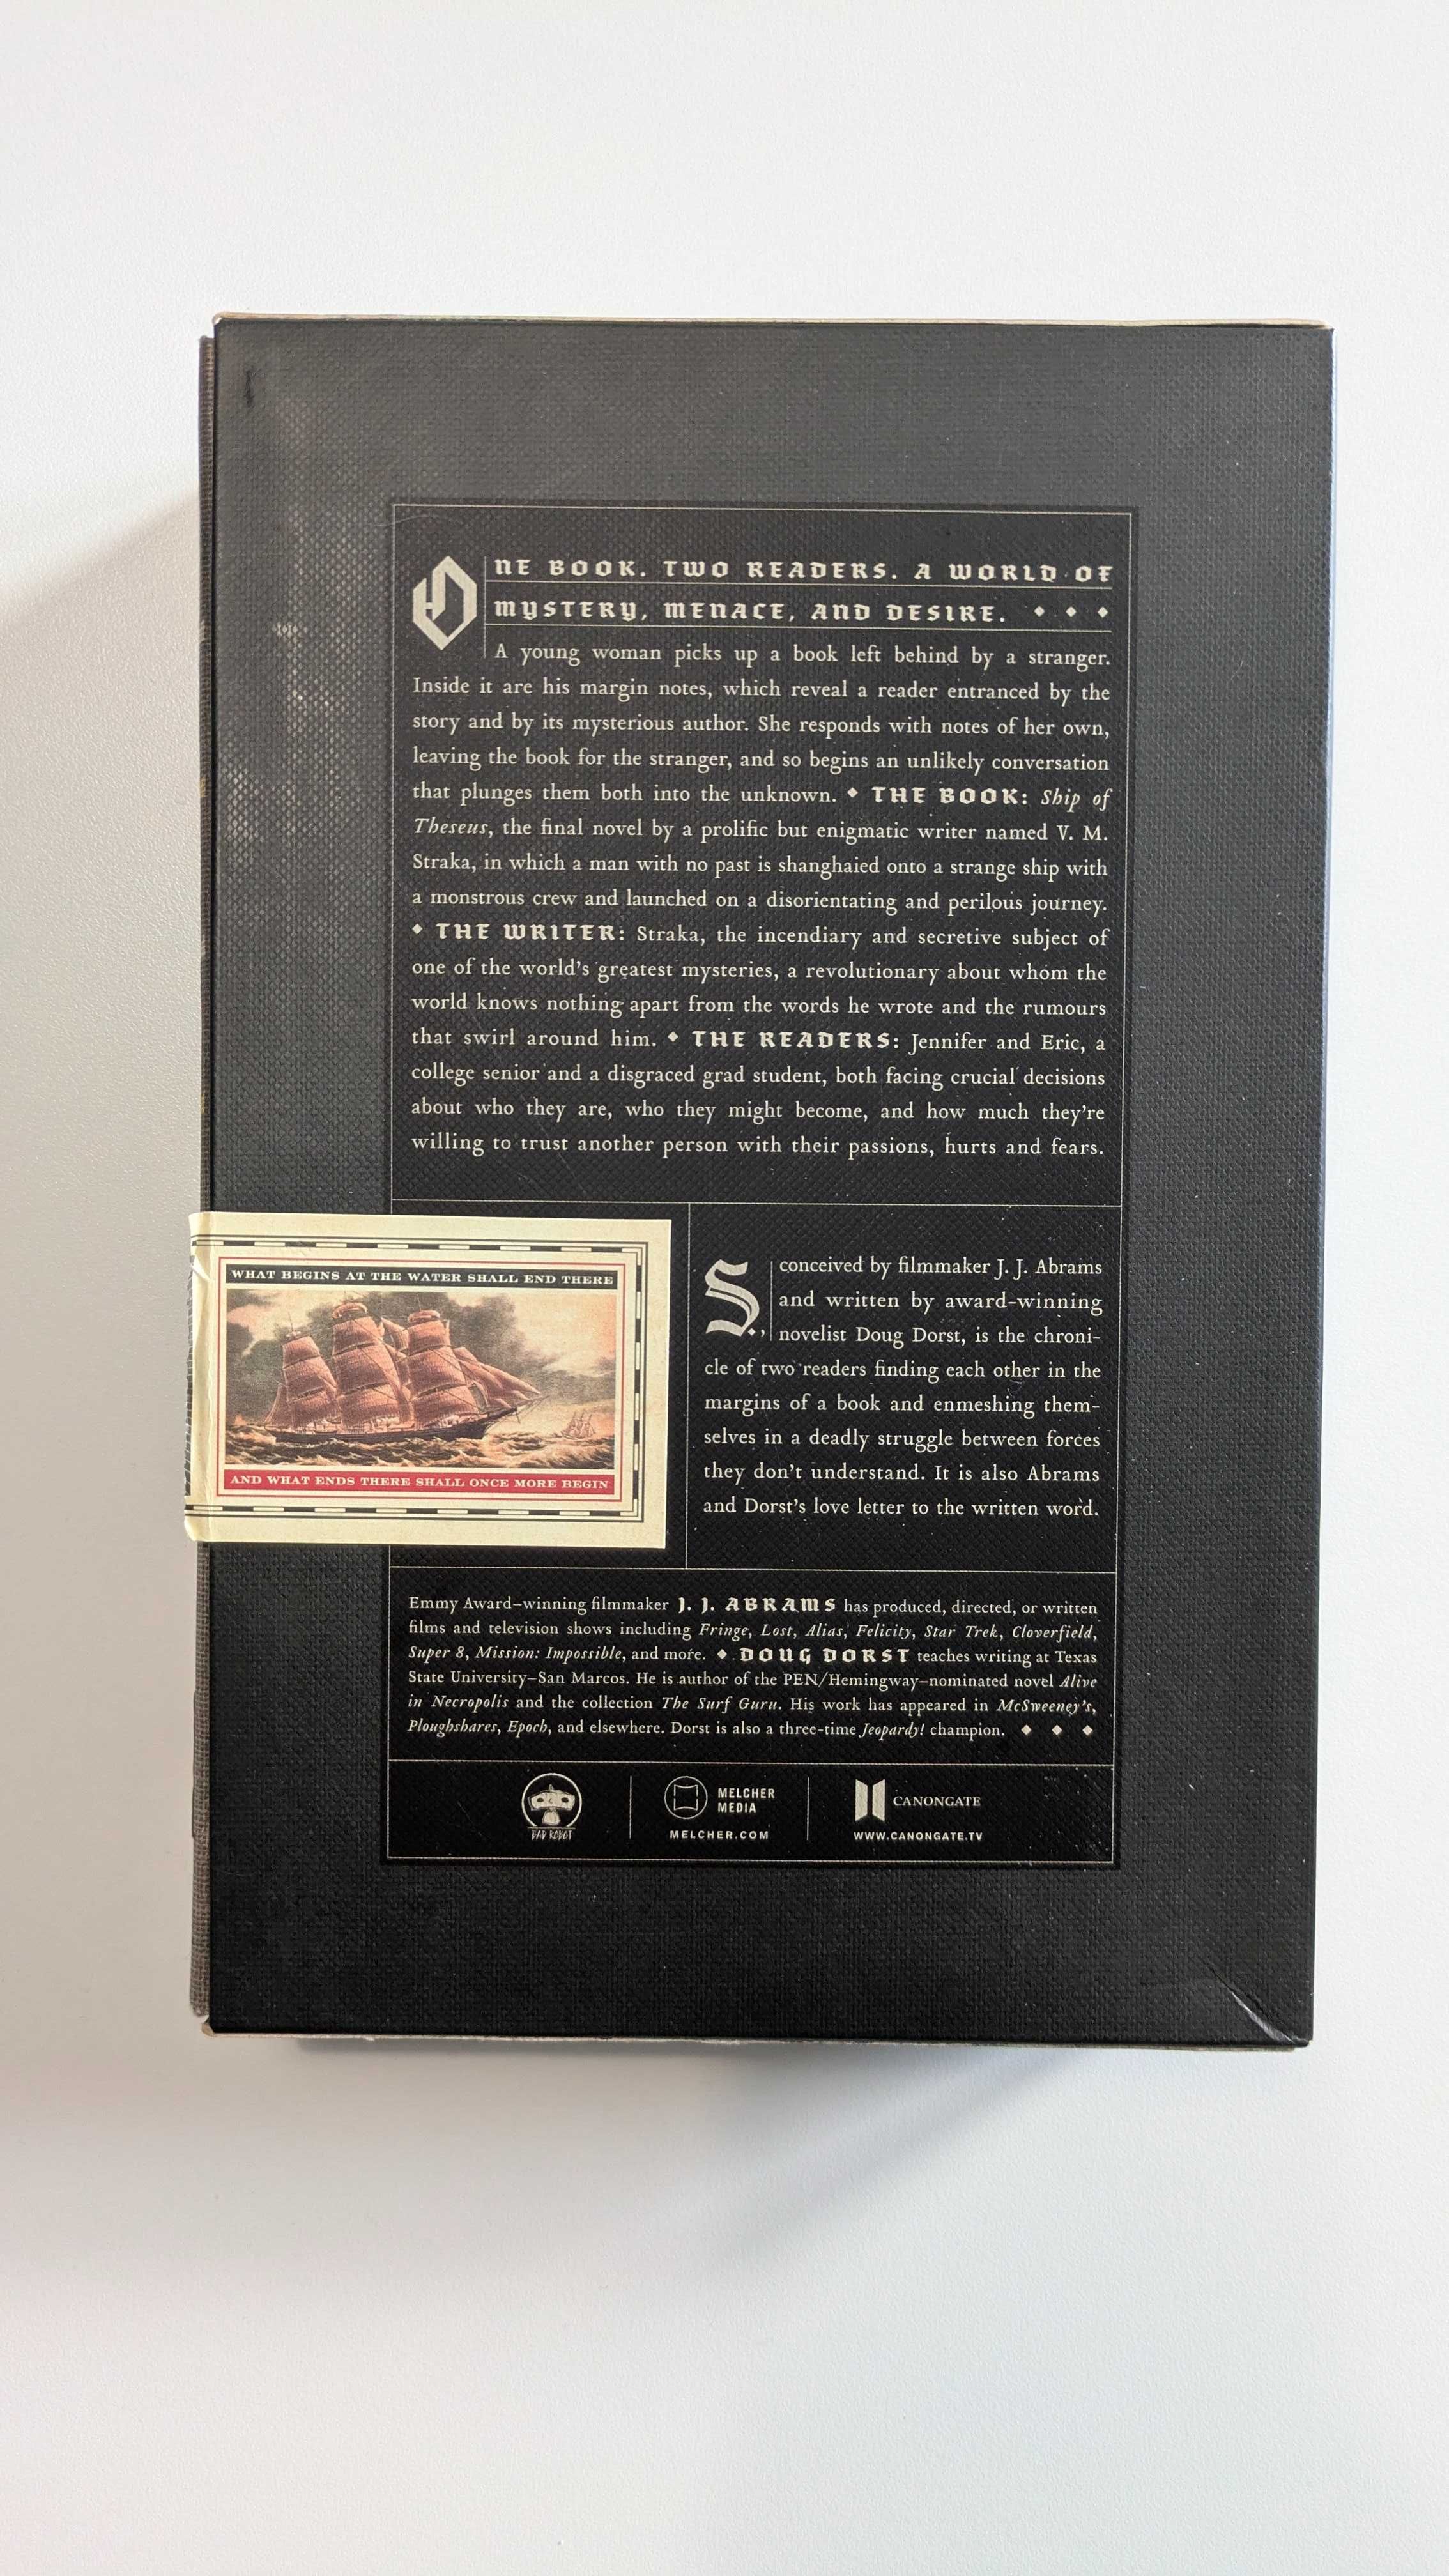 ONE BOOK. TWO READERS. A WORLD OF
MYSTERY, MENACE, AND DESIRE. ◆ ◆ ◆
A young woman picks up a book left behind by a stranger.
Inside it are his margin notes, which reveal a reader entranced by the
story and by its mysterious author. She responds with notes of her own,
leaving the book for the stranger, and so begins an unlikely conversation
that plunges them both into the unknown. ◆ THE BOOK: Ship of
Theseus, the final novel by a prolific but enigmatic writer named V. M.
Straka, in which a man with no past is shanghaied onto a strange ship with
a monstrous crew and launched on a disorientating and perilous journey.
◆ THE WRITER: Straka, the incendiary and secretive subject of
one of the world's greatest mysteries, a revolutionary about whom the
world knows nothing apart from the words he wrote and the rumours
that swirl around him. ◆ THE READERS: Jennifer and Eric, a
college senior and a disgraced grad student, both facing crucial decisions
about who they are, who they might become, and how much they're
willing to trust another person with their passions, hurts and fears.
WHAT BEGINS AT THE WATER SHALL END THERE
AND WHAT ENDS THERE SHALL ONCE MORE BEGIN
S., conceived by filmmaker J. J. Abrams
and written by award-winning
novelist Doug Dorst, is the chroni-
cle of two readers finding each other in the
margins of a book and enmeshing them-
selves in a deadly struggle between forces
they don't understand. It is also Abrams
and Dorst's love letter to the written word.
Emmy Award–winning filmmaker J. J. ABRAMS has produced, directed, or written
films and television shows including Fringe, Lost, Alias, Felicity, Star Trek, Cloverfield,
Super 8, Mission: Impossible, and more. ◆ DOUG DORST teaches writing at Texas
State University–San Marcos. He is author of the PEN/Hemingway–nominated novel Alive
in Necropolis and the collection The Surf Guru. His work has appeared in McSweeney's,
Ploughshares, Epoch, and elsewhere. Dorst is also a three-time Jeopardy! champion. ◆ ◆ ◆
BAD ROBOT
MELCHER
MEDIA
MELCHER.COM
CANONGATE
WWW.CANONGATE.TV